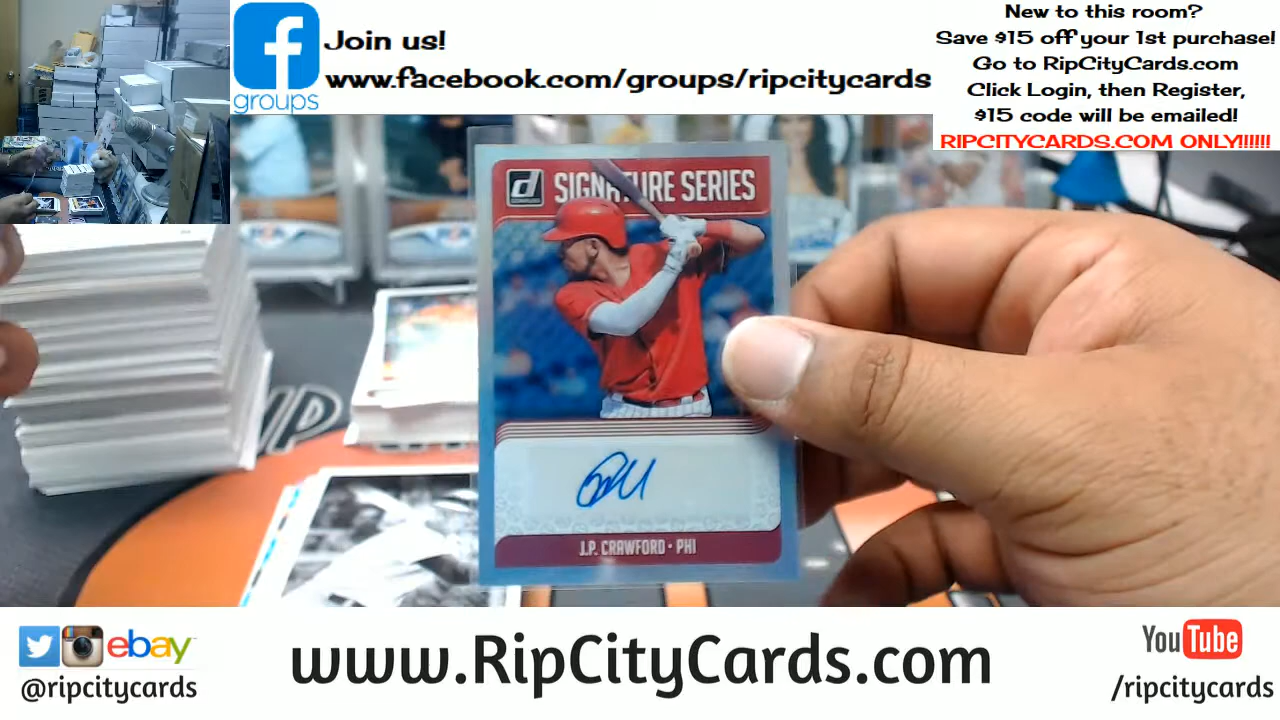 Join us!
www.facebook.com/groups/ripcitycards
groups
New to this room?
Save $15 off your 1st purchase!
Go to RipCityCards.com
Click Login, then Register,
$15 code will be emailed!
RIPCITYCARDS.COM ONLY!!!!!!
SIGNATURE SERIES
J.P. CRAWFORD • PHI
ebay
@ripcitycards
www.RipCityCards.com
YouTube
/ripcitycards